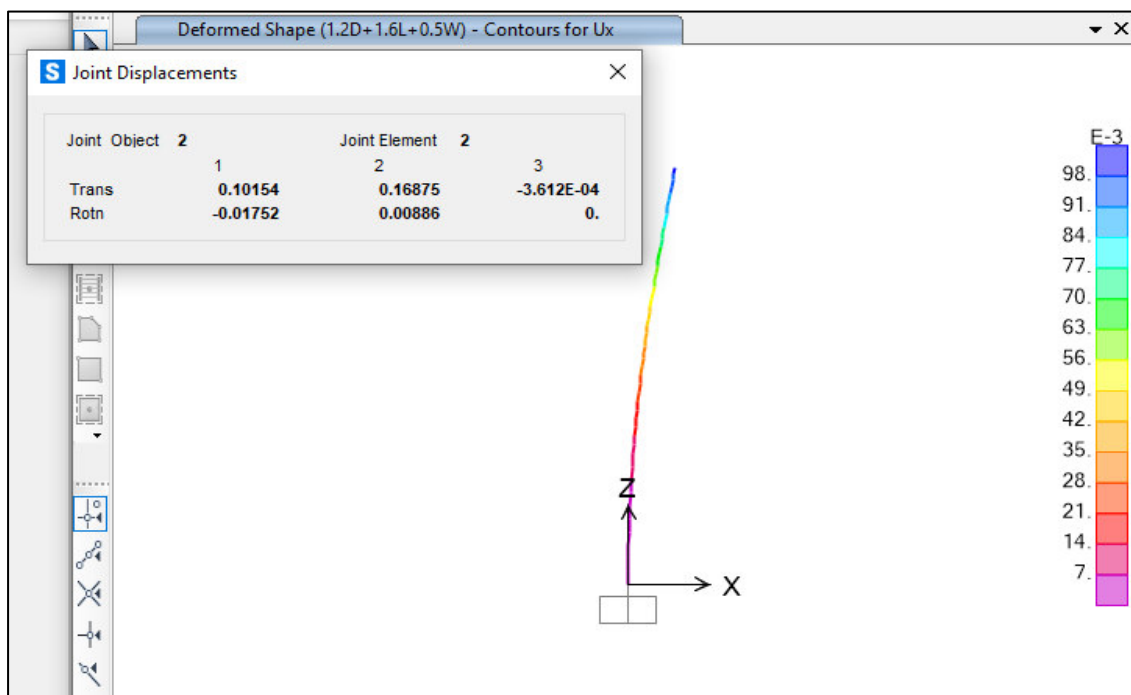 Deformed Shape (1.2D+1.6L+0.5W) - Contours for Ux
S Joint Displacements
Joint Object 2 Joint Element 2
1 2 3
Trans 0.10154 0.16875 -3.612E-04
Rotn -0.01752 0.00886 0.
E-3
98.
91.
84.
77.
70.
63.
56.
49.
42.
35.
28.
21.
14.
7.
Z
X